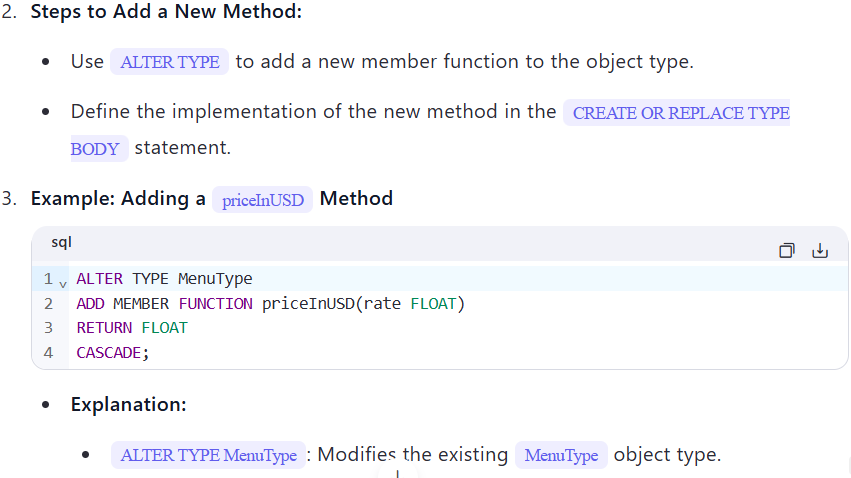 2. Steps to Add a New Method:
• Use ALTER TYPE to add a new member function to the object type.
• Define the implementation of the new method in the CREATE OR REPLACE TYPE
BODY statement.
3. Example: Adding a priceInUSD Method
sql
1 ALTER TYPE MenuType
2 ADD MEMBER FUNCTION priceInUSD(rate FLOAT)
3 RETURN FLOAT
4 CASCADE;
• Explanation:
• ALTER TYPE MenuType: Modifies the existing MenuType object type.